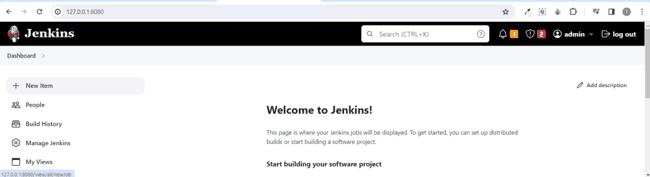 127.0.0.1:8080
Jenkins
Search (CTRL+K)
?
1
2
admin
log out
Dashboard
New Item
Add description
People
Welcome to Jenkins!
Build History
This page is where your Jenkins jobs will be displayed. To get started, you can set up distributed
builds or start building a software project.
Manage Jenkins
Start building your software project
My Views
127.0.0.1:8080/view/all/newJob